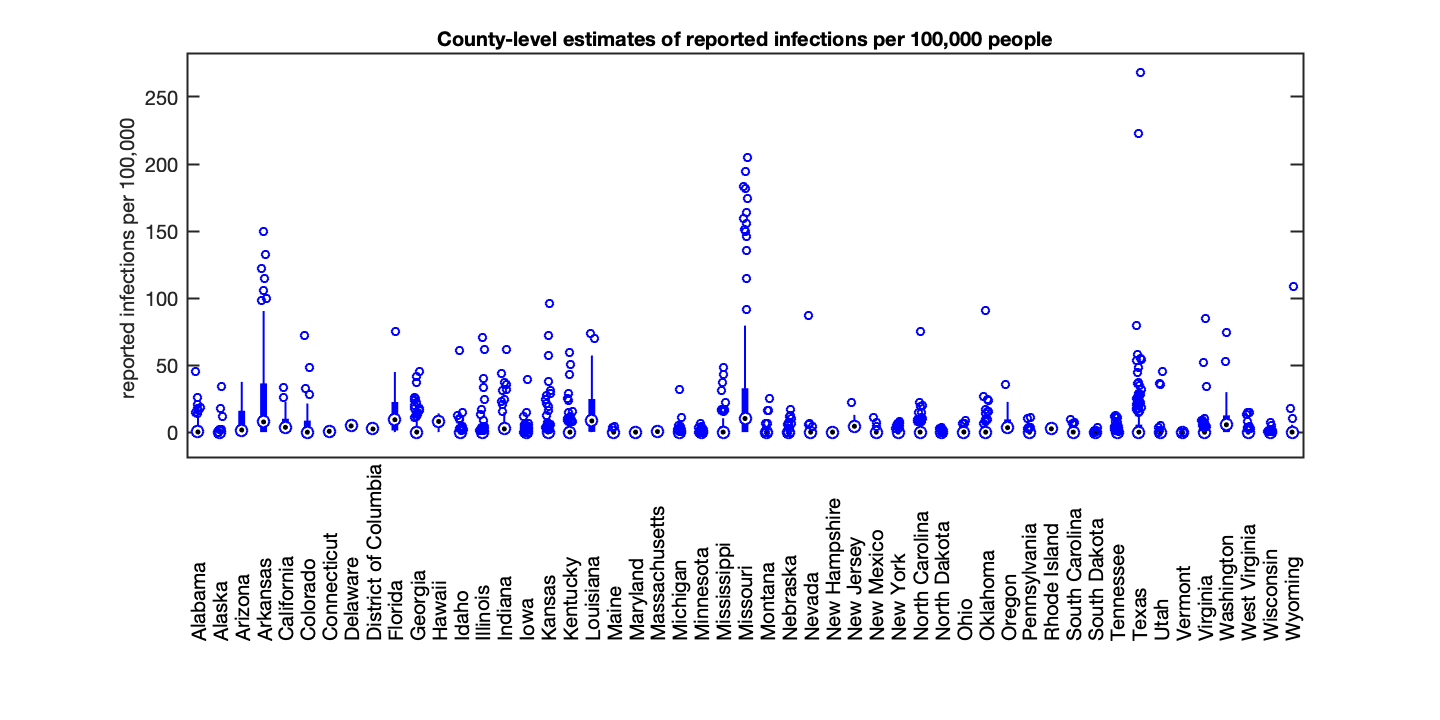 County-level estimates of reported infections per 100,000 people
reported infections per 100,000
250
200
150
100
50
0
Alabama
Alaska
Arizona
Arkansas
California
Colorado
Connecticut
Delaware
District of Columbia
Florida
Georgia
Hawaii
Idaho
Illinois
Indiana
Iowa
Kansas
Kentucky
Louisiana
Maine
Maryland
Massachusetts
Michigan
Minnesota
Mississippi
Missouri
Montana
Nebraska
Nevada
New Hampshire
New Jersey
New Mexico
New York
North Carolina
North Dakota
Ohio
Oklahoma
Oregon
Pennsylvania
Rhode Island
South Carolina
South Dakota
Tennessee
Texas
Utah
Vermont
Virginia
Washington
West Virginia
Wisconsin
Wyoming